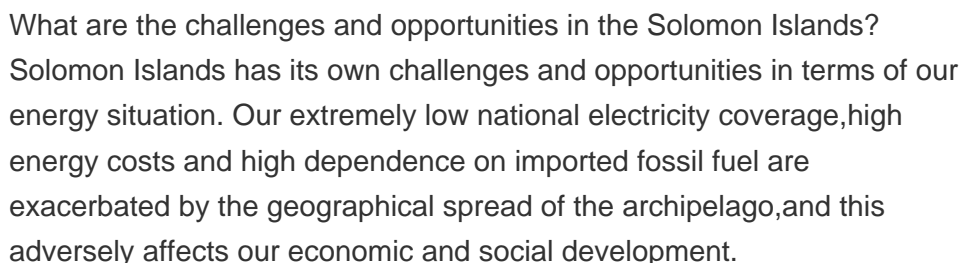 What are the challenges and opportunities in the Solomon Islands?
Solomon Islands has its own challenges and opportunities in terms of our
energy situation. Our extremely low national electricity coverage,high
energy costs and high dependence on imported fossil fuel are
exacerbated by the geographical spread of the archipelago,and this
adversely affects our economic and social development.